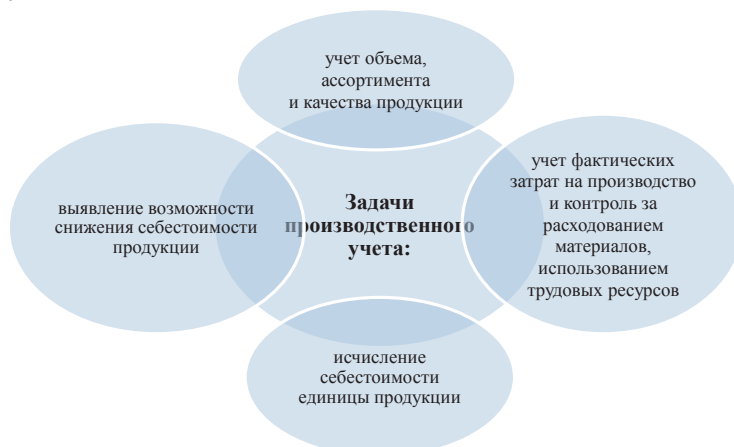 учет объема,
ассортимента
и качества продукции
выявление возможности
снижения себестоимости
продукции
Задачи
производственного
учета:
учет фактических
затрат на производство
и контроль за
расходованием
материалов,
использованием
трудовых ресурсов
исчисление
себестоимости
единицы продукции